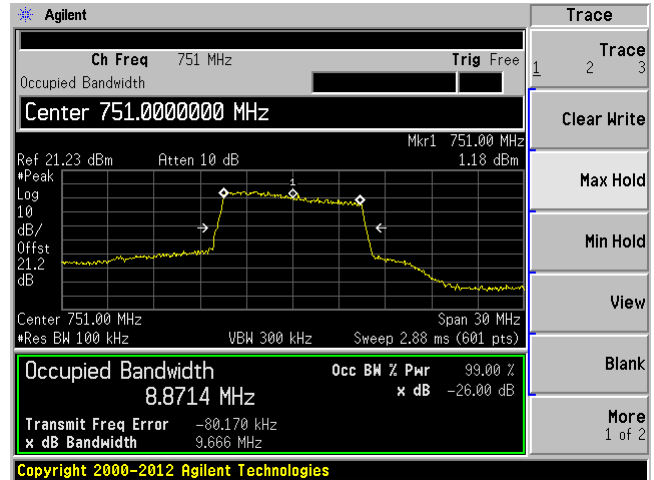 Agilent
Trace
Ch Freq 751 MHz Trig Free
Occupied Bandwidth
Center 751.0000000 MHz
Mkr1 751.00 MHz
Ref 21.23 dBm Atten 10 dB 1.18 dBm
#Peak
Log
10
dB/
Offst
21.2
dB
1
Center 751.00 MHz Span 30 MHz
#Res BW 100 kHz VBW 300 kHz Sweep 2.88 ms (601 pts)
Occupied Bandwidth Occ BW % Pwr 99.00 %
8.8714 MHz x dB -26.00 dB
Transmit Freq Error -80.170 kHz
x dB Bandwidth 9.666 MHz
Copyright 2000-2012 Agilent Technologies
Trace
1 2 3
Clear Write
Max Hold
Min Hold
View
Blank
More
1 of 2